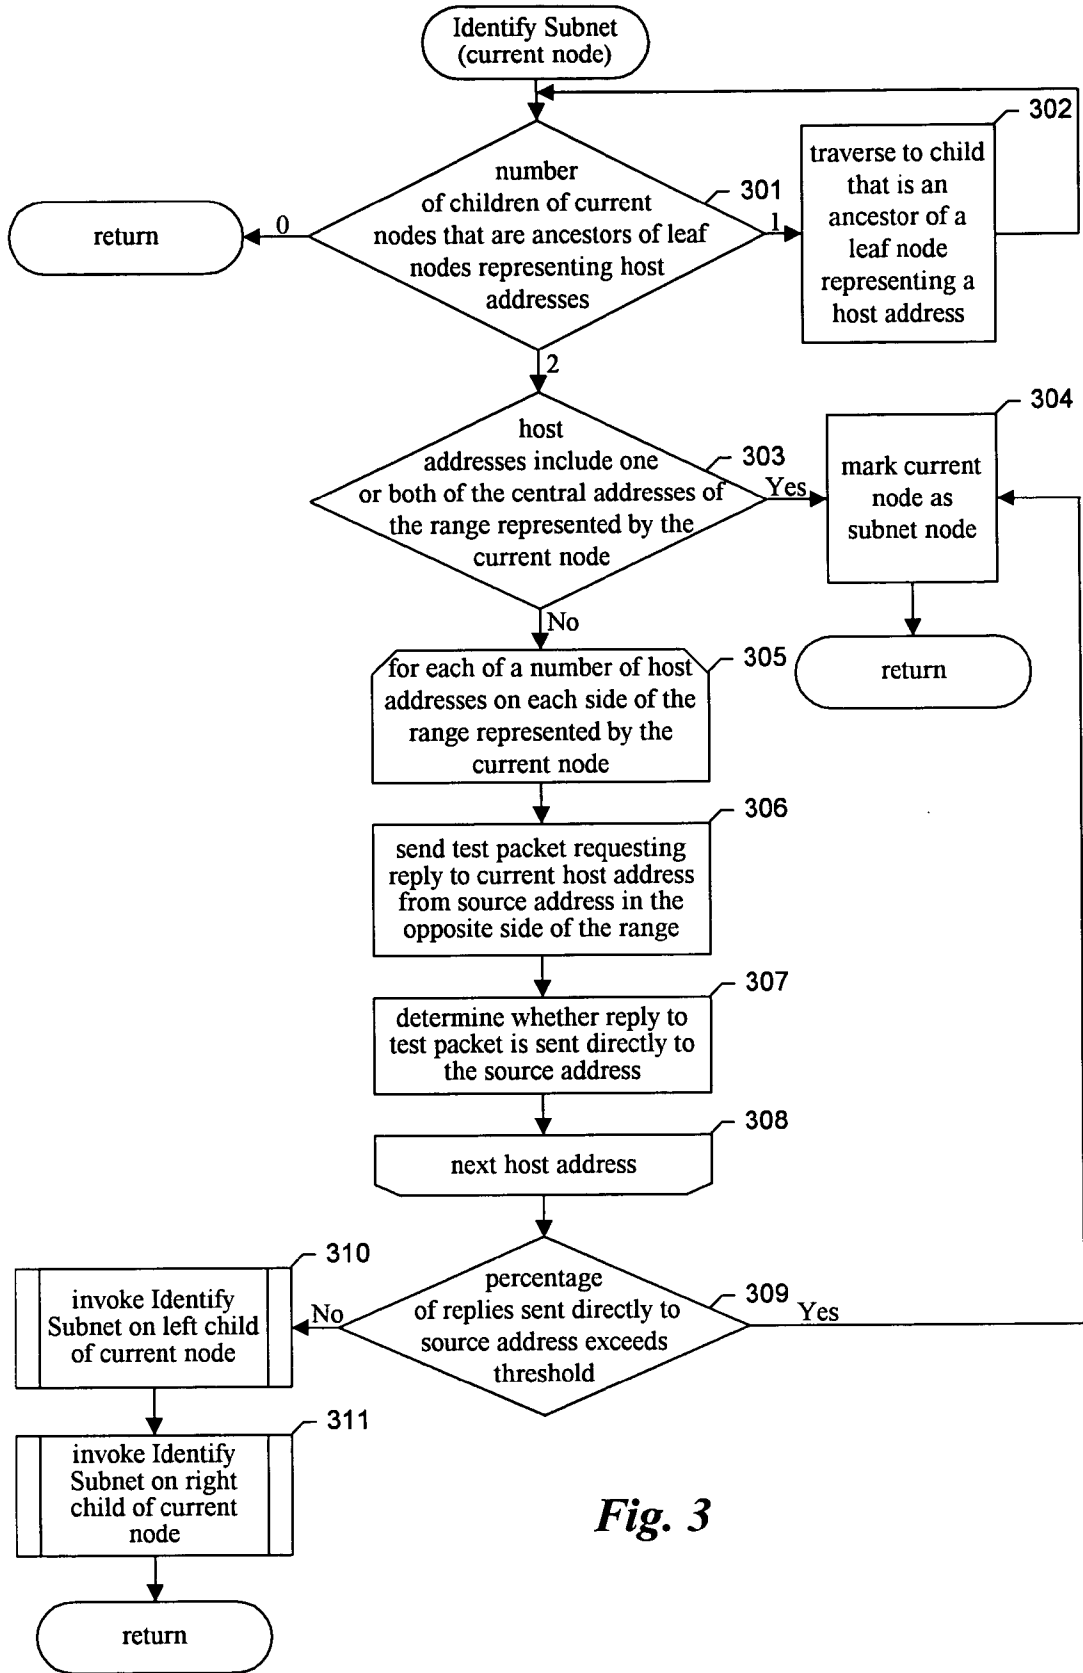 Identify Subnet
(current node)
302
traverse to child
that is an
ancestor of a
leaf node
representing a
host address
number
of children of current
nodes that are ancestors of leaf
nodes representing host
addresses
301
0
1
return
2
host
addresses include one
or both of the central addresses of
the range represented by the
current node
303
Yes
304
mark current
node as
subnet node
return
No
for each of a number of host
addresses on each side of the
range represented by the
current node
305
306
send test packet requesting
reply to current host address
from source address in the
opposite side of the range
307
determine whether reply to
test packet is sent directly to
the source address
308
next host address
percentage
of replies sent directly to
source address exceeds
threshold
309
Yes
No
310
invoke Identify
Subnet on left child
of current node
311
invoke Identify
Subnet on right
child of current
node
return
Fig. 3